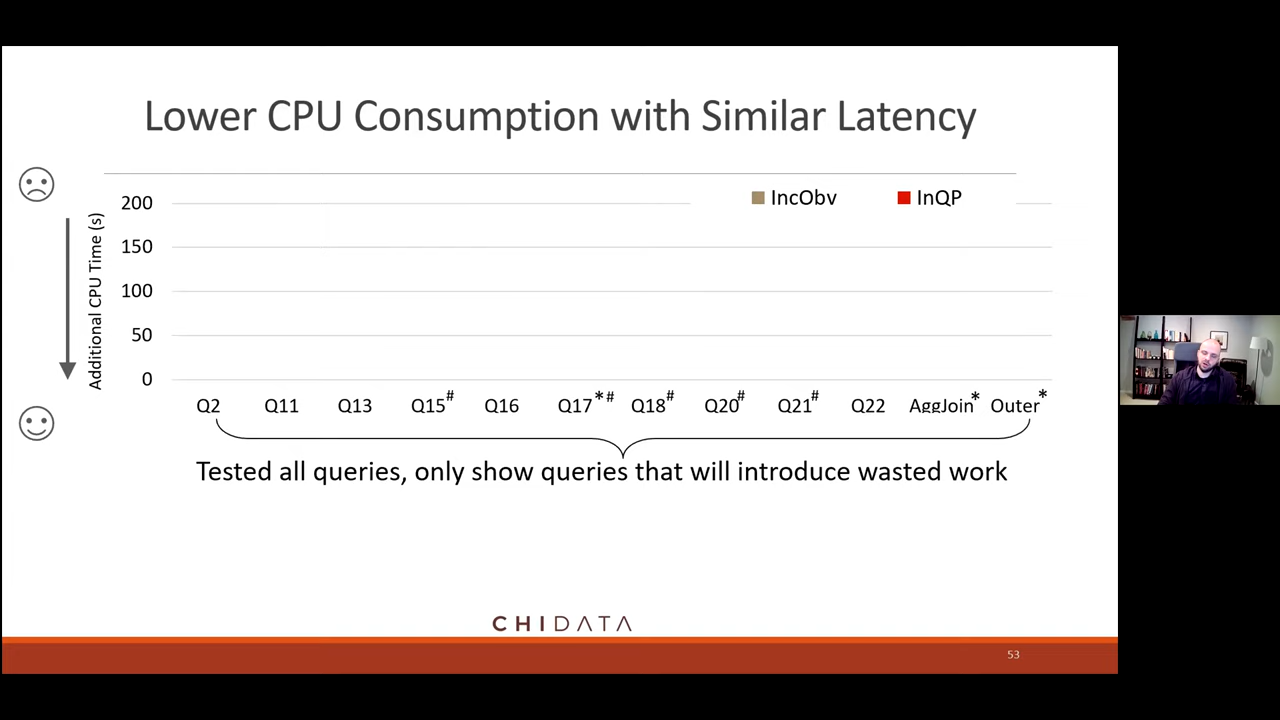 Lower CPU Consumption with Similar Latency
IncObv InQP
Additional CPU Time (s)
200
150
100
50
0
Q2 Q11 Q13 Q15# Q16 Q17*# Q18# Q20# Q21# Q22 AggJoin* Outer*
Tested all queries, only show queries that will introduce wasted work
CHIDATA
53